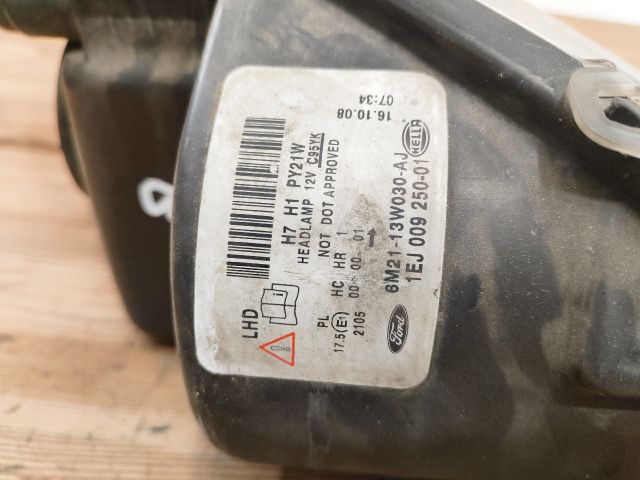 16.10.08
07:34
HELLA
H7 H1 PY21W
HEADLAMP 12V C95YK
NOT DOT APPROVED
LHD
PL HC HR 1
17.5 E1 00 00 01
2105
6M21-13W030-AJ
1EJ 009 250-01
Ford